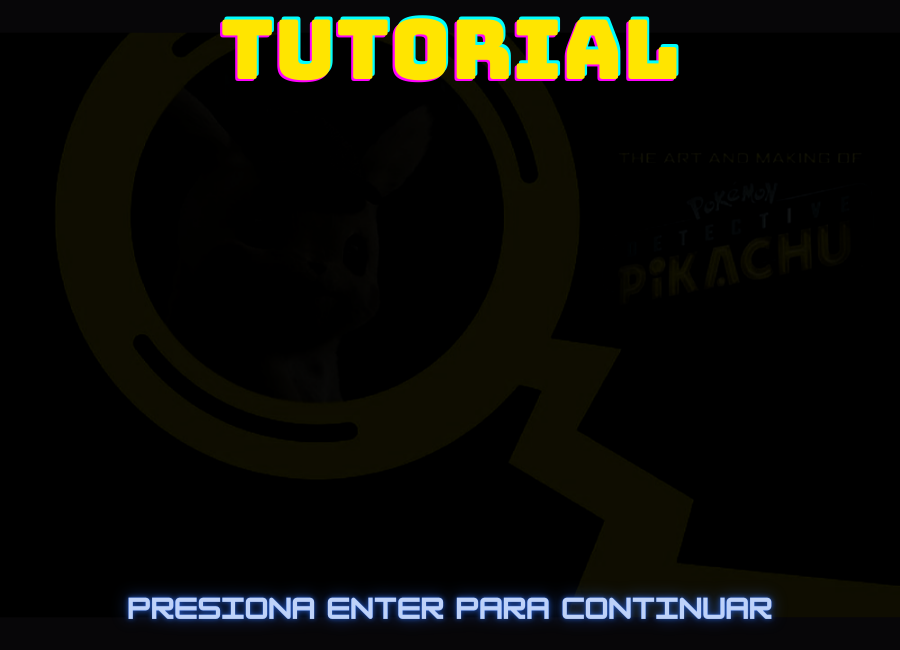 TUTORIAL
THE ART AND MAKING OF
POKÉMON
DETECTIVE
PIKACHU
PRESIONA ENTER PARA CONTINUAR